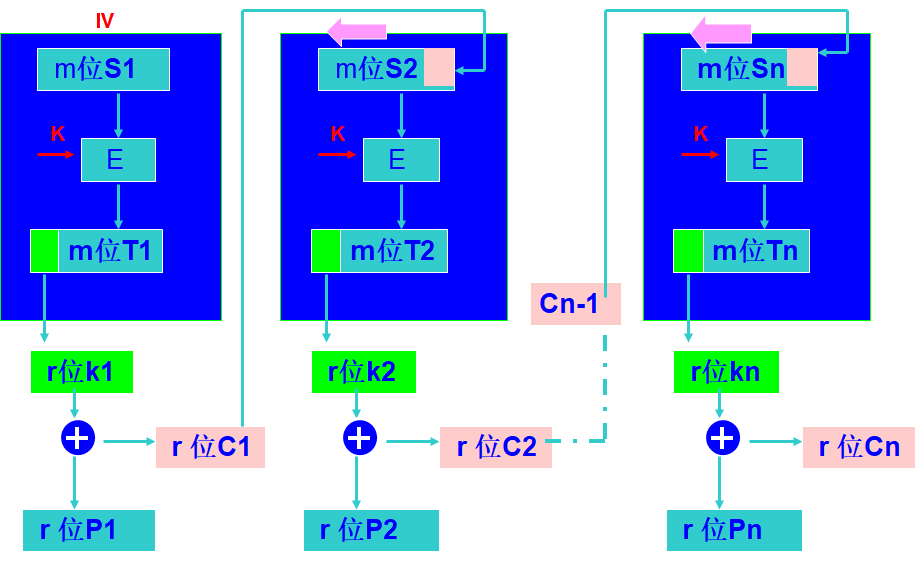 IV
m位S1
m位S2
m位Sn
K
E
K
E
K
E
m位T1
m位T2
m位Tn
Cn-1
r位k1
r位k2
r位kn
r 位C1
r 位C2
r 位Cn
r 位P1
r 位P2
r 位Pn